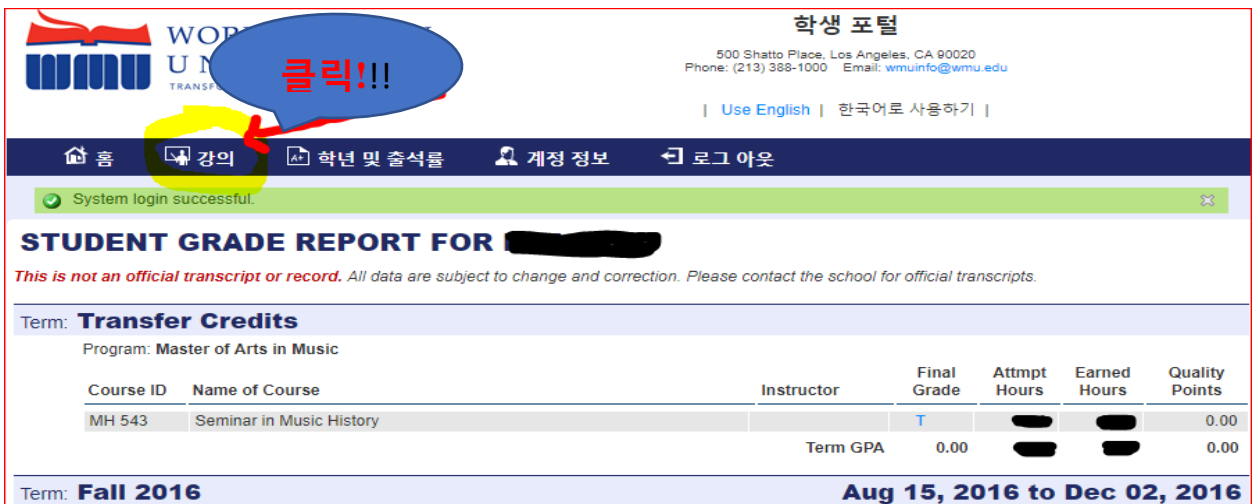 학생 포털
500 Shatto Place, Los Angeles, CA 90020
Phone: (213) 388-1000 Email: wmuinfo@wmu.edu
| Use English | 한국어로 사용하기 |
WMU
TRANSF
클릭!!!
홈 강의 A+ 학년 및 출석률 계정 정보 로그 아웃
System login successful.
STUDENT GRADE REPORT FOR
This is not an official transcript or record. All data are subject to change and correction. Please contact the school for official transcripts.
Term: Transfer Credits
Program: Master of Arts in Music
Course ID Name of Course Instructor Final Grade Attmpt Hours Earned Hours Quality Points
MH 543 Seminar in Music History T 0.00
Term GPA 0.00 0.00
Term: Fall 2016 Aug 15, 2016 to Dec 02, 2016